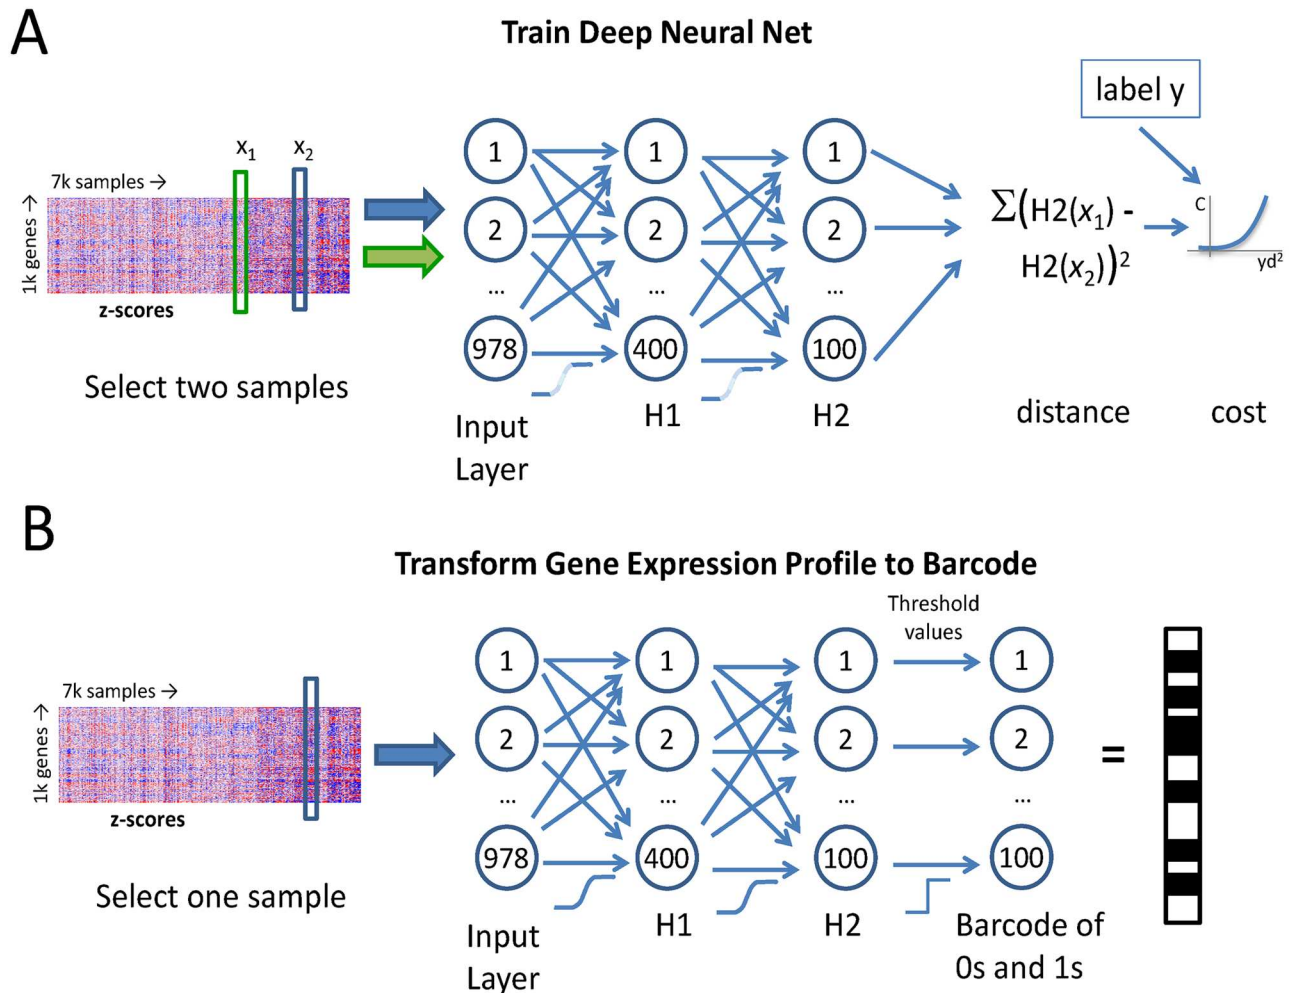 A
Train Deep Neural Net
label y
x₁ x₂
7k samples →
1k genes →
z-scores
Select two samples
1 1 1
2 2 2
... ... ...
978 400 100
Input
Layer
H1
H2
∑(H2(x₁) -
H2(x₂))²
C
yd²
distance
cost
B
Transform Gene Expression Profile to Barcode
Threshold
values
7k samples →
1k genes →
z-scores
Select one sample
1 1 1 1
2 2 2 2
... ... ... ...
978 400 100 100
=
Input
Layer
H1
H2
Barcode of
0s and 1s